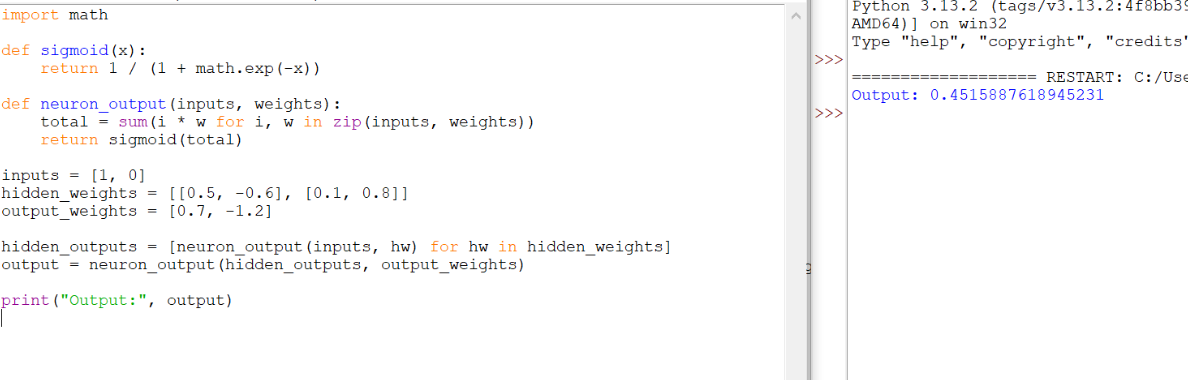 import math

def sigmoid(x):
    return 1 / (1 + math.exp(-x))

def neuron_output(inputs, weights):
    total = sum(i * w for i, w in zip(inputs, weights))
    return sigmoid(total)

inputs = [1, 0]
hidden_weights = [[0.5, -0.6], [0.1, 0.8]]
output_weights = [0.7, -1.2]

hidden_outputs = [neuron_output(inputs, hw) for hw in hidden_weights]
output = neuron_output(hidden_outputs, output_weights)

print("Output:", output)
Python 3.13.2 (tags/v3.13.2:4f8bb39
AMD64)] on win32
Type "help", "copyright", "credits"
>>>
=================== RESTART: C:/Use
Output: 0.4515887618945231
>>>